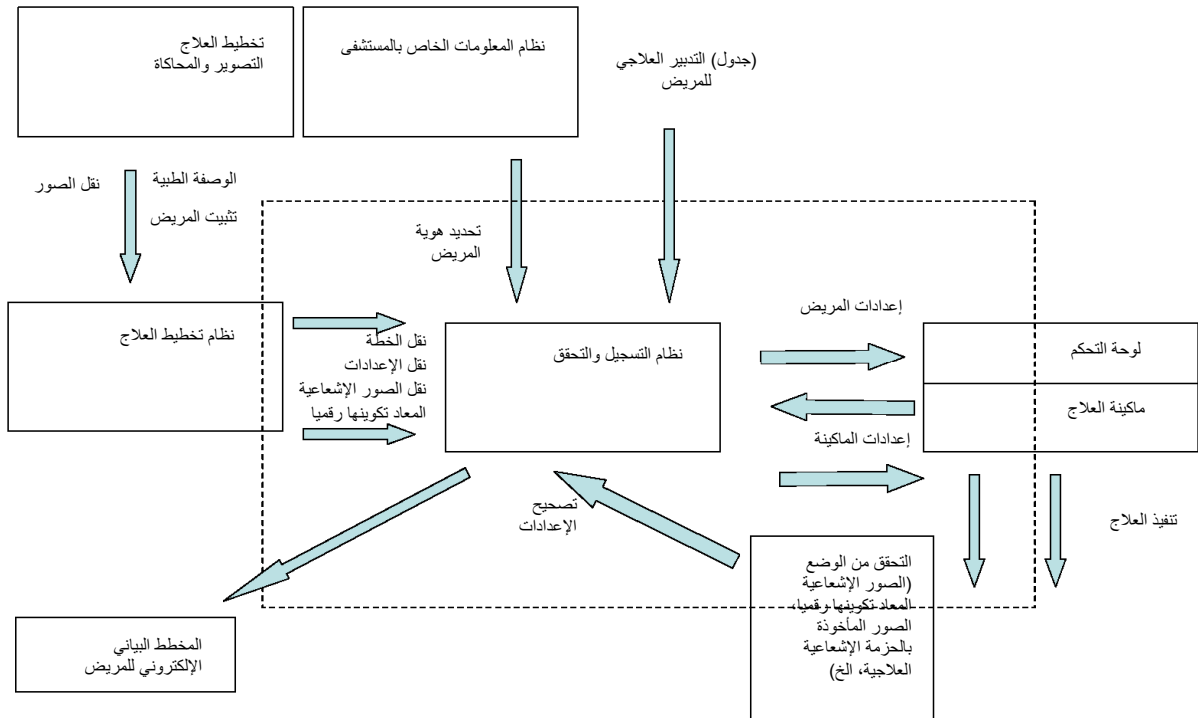 تخطيط العلاج
التصوير والمحاكاة
نظام المعلومات الخاص بالمستشفى
(جدول) التدبير العلاجي
للمريض
نقل الصور
الوصفة الطبية
تثبيت المريض
تحديد هوية
المريض
نظام تخطيط العلاج
نقل الخطة
نقل الإعدادات
نقل الصور الإشعاعية
المعاد تكوينها رقميا
نظام التسجيل والتحقق
إعدادات المريض
لوحة التحكم
ماكينة العلاج
إعدادات الماكينة
تصحيح
الإعدادات
تنفيذ العلاج
التحقق من الوضع
(الصور الإشعاعية
المعاد تكوينها رقميا،
الصور المأخوذة
بالحزمة الإشعاعية
العلاجية، الخ)
المخطط البياني
الإلكتروني للمريض